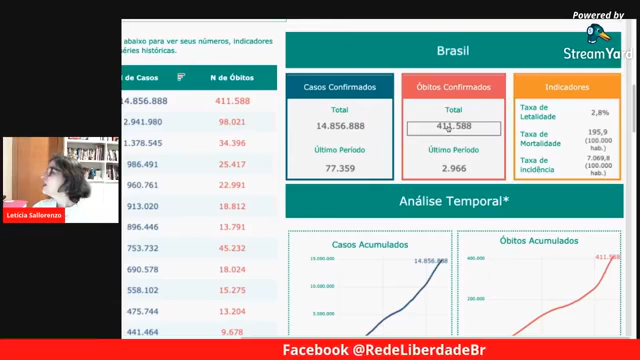 Powered by
StreamYard
abaixo para ver seus números, indicadores
séries históricas.
de Casos
N de Óbitos
14.856.888 411.588
2.941.980 98.021
1.378.545 34.396
986.491 25.417
960.761 22.991
913.020 18.812
896.446 13.791
753.732 45.232
690.578 18.024
558.102 15.275
475.744 13.204
441.464 9.678
Brasil
Casos Confirmados
Total
14.856.888
Último Período
77.359
Óbitos Confirmados
Total
411.588
Último Período
2.966
Indicadores
Taxa de
Letalidade
2,8%
Taxa de
Mortalidade
195,9
(100.000
hab.)
Taxa de
incidência
7.069,8
(100.000
hab.)
Análise Temporal*
Casos Acumulados
15.000.000
14.856.888
10.000.000
5.000.000
Óbitos Acumulados
411.588
400.000
200.000
Letícia Sallorenzo
Facebook @RedeLiberdadeBr